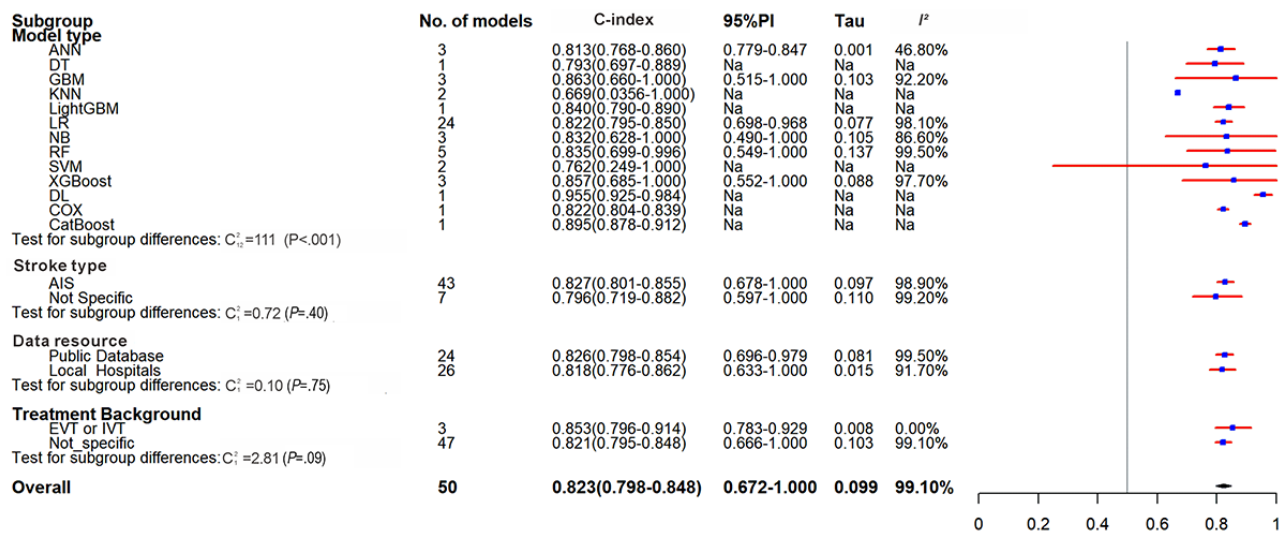 Subgroup No. of models C-index 95%PI Tau I²
Model type
ANN 3 0.813(0.768-0.860) 0.779-0.847 0.001 46.80%
DT 1 0.793(0.697-0.889) Na Na Na
GBM 3 0.863(0.660-1.000) 0.515-1.000 0.103 92.20%
KNN 2 0.669(0.0356-1.000) Na Na Na
LightGBM 1 0.840(0.790-0.890) Na Na Na
LR 24 0.822(0.795-0.850) 0.698-0.968 0.077 98.10%
NB 3 0.832(0.628-1.000) 0.490-1.000 0.105 86.60%
RF 5 0.835(0.699-0.996) 0.549-1.000 0.137 99.50%
SVM 2 0.762(0.249-1.000) Na Na Na
XGBoost 3 0.857(0.685-1.000) 0.552-1.000 0.088 97.70%
DL 1 0.955(0.925-0.984) Na Na Na
COX 1 0.822(0.804-0.839) Na Na Na
CatBoost 1 0.895(0.878-0.912) Na Na Na
Test for subgroup differences: C²₁₂=111 (P<.001)
Stroke type
AIS 43 0.827(0.801-0.855) 0.678-1.000 0.097 98.90%
Not Specific 7 0.796(0.719-0.882) 0.597-1.000 0.110 99.20%
Test for subgroup differences: C²₁=0.72 (P=.40)
Data resource
Public Database 24 0.826(0.798-0.854) 0.696-0.979 0.081 99.50%
Local_Hospitals 26 0.818(0.776-0.862) 0.633-1.000 0.015 91.70%
Test for subgroup differences: C²₁=0.10 (P=.75)
Treatment Background
EVT or IVT 3 0.853(0.796-0.914) 0.783-0.929 0.008 0.00%
Not_specific 47 0.821(0.795-0.848) 0.666-1.000 0.103 99.10%
Test for subgroup differences: C²₁=2.81 (P=.09)
Overall 50 0.823(0.798-0.848) 0.672-1.000 0.099 99.10%
0 0.2 0.4 0.6 0.8 1